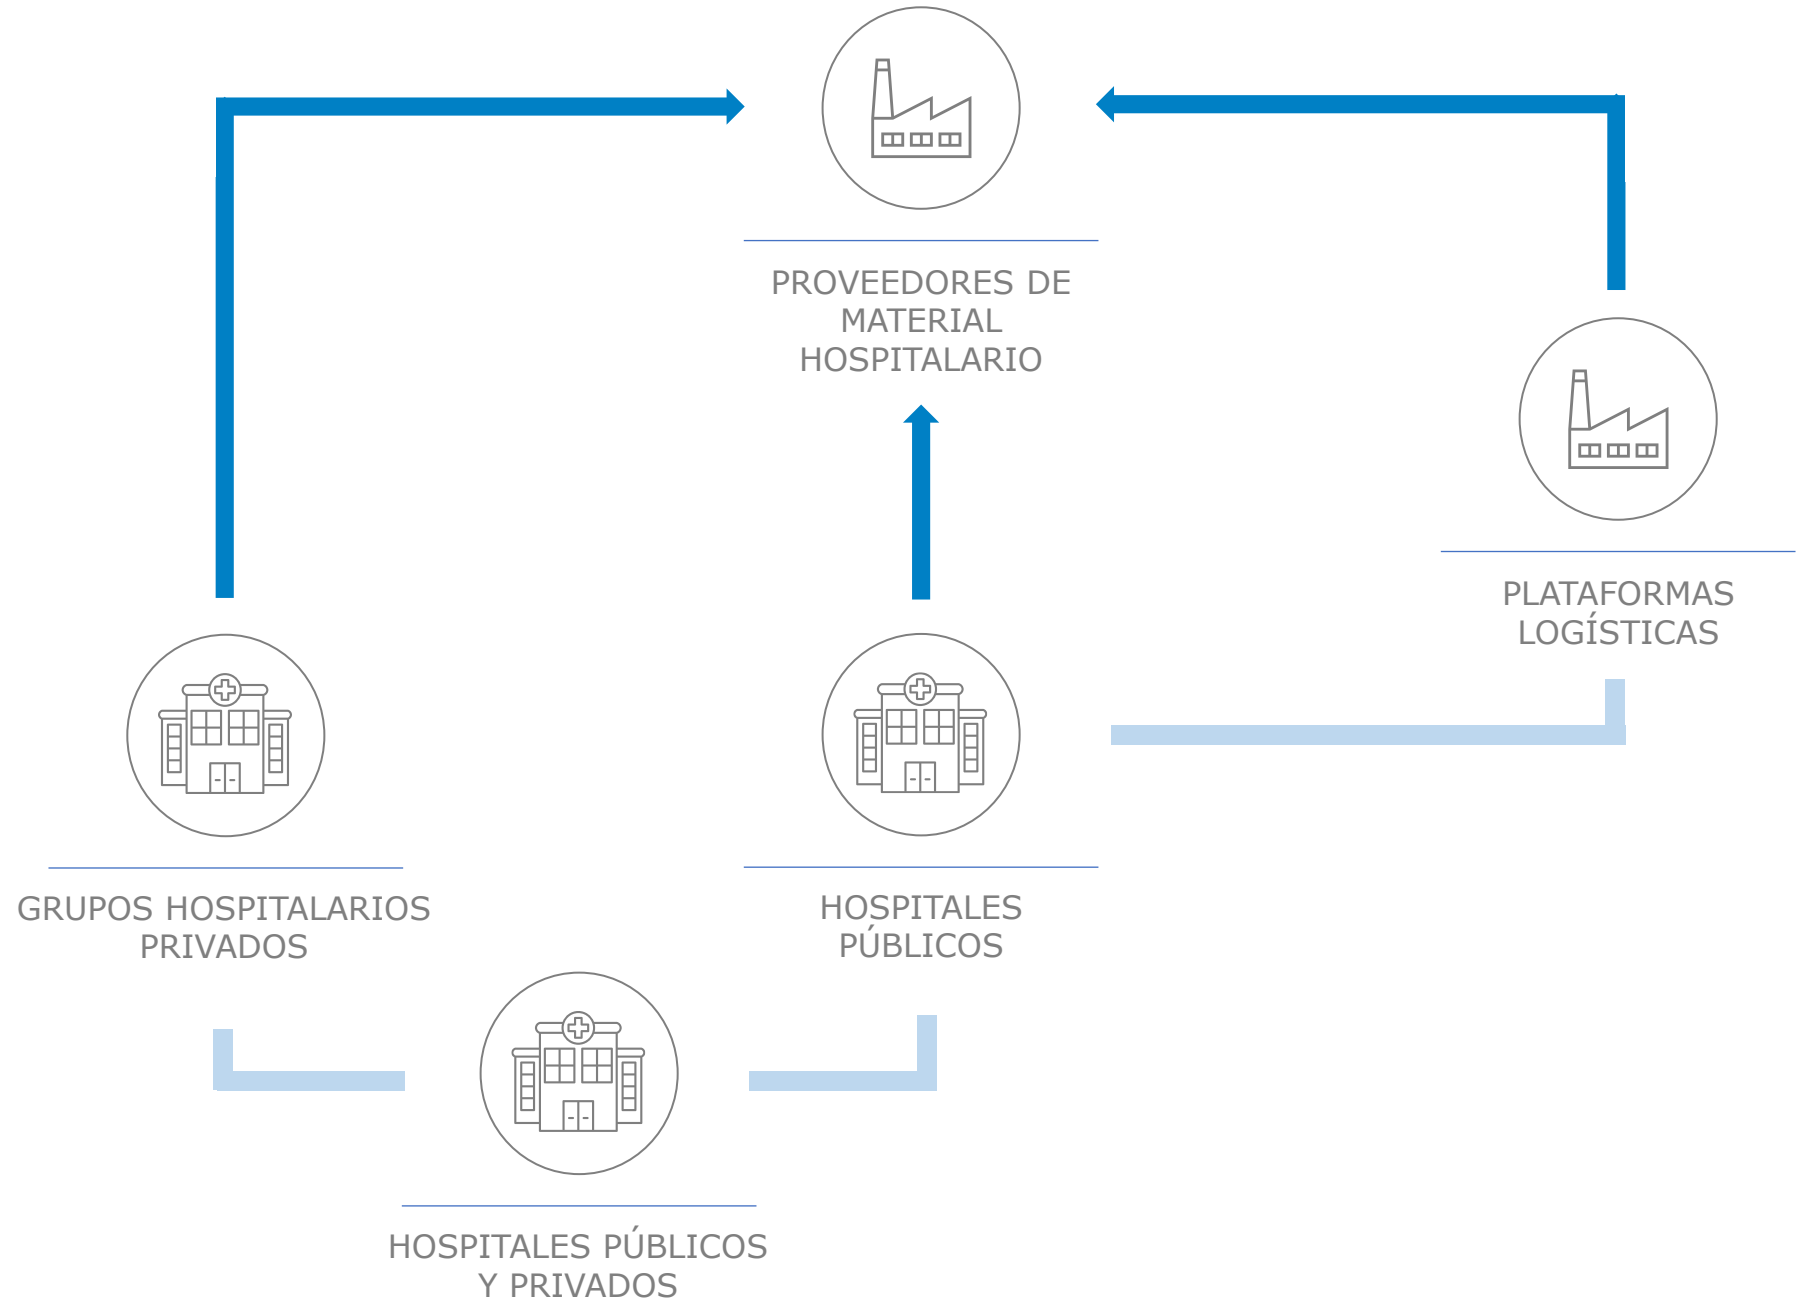 PROVEEDORES DE
MATERIAL
HOSPITALARIO
PLATAFORMAS
LOGÍSTICAS
GRUPOS HOSPITALARIOS
PRIVADOS
HOSPITALES
PÚBLICOS
HOSPITALES PÚBLICOS
Y PRIVADOS